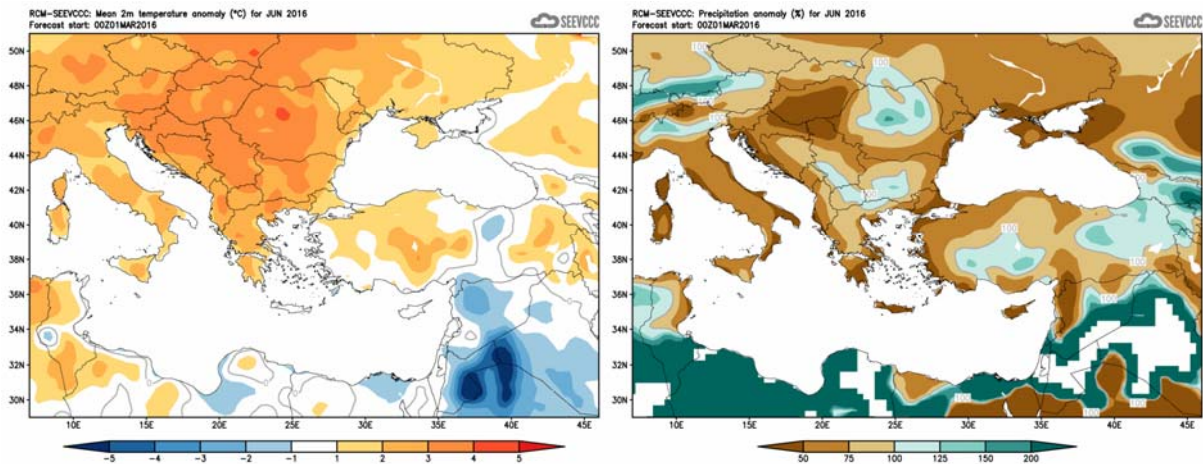 RCM-SEEVCCC: Mean 2m temperature anomaly (°C) for JUN 2016
Forecast start: 00Z01MAR2016
SEEVCCC
50N
48N
46N
44N
42N
40N
38N
36N
34N
32N
30N
10E 15E 20E 25E 30E 35E 40E 45E
-5 -4 -3 -2 -1 1 2 3 4 5
RCM-SEEVCCC: Precipitation anomaly (%) for JUN 2016
Forecast start: 00Z01MAR2016
SEEVCCC
50N
48N
46N
44N
42N
40N
38N
36N
34N
32N
30N
100
100
100
100
100
100
100
100
100
100
10E 15E 20E 25E 30E 35E 40E 45E
50 75 100 125 150 200